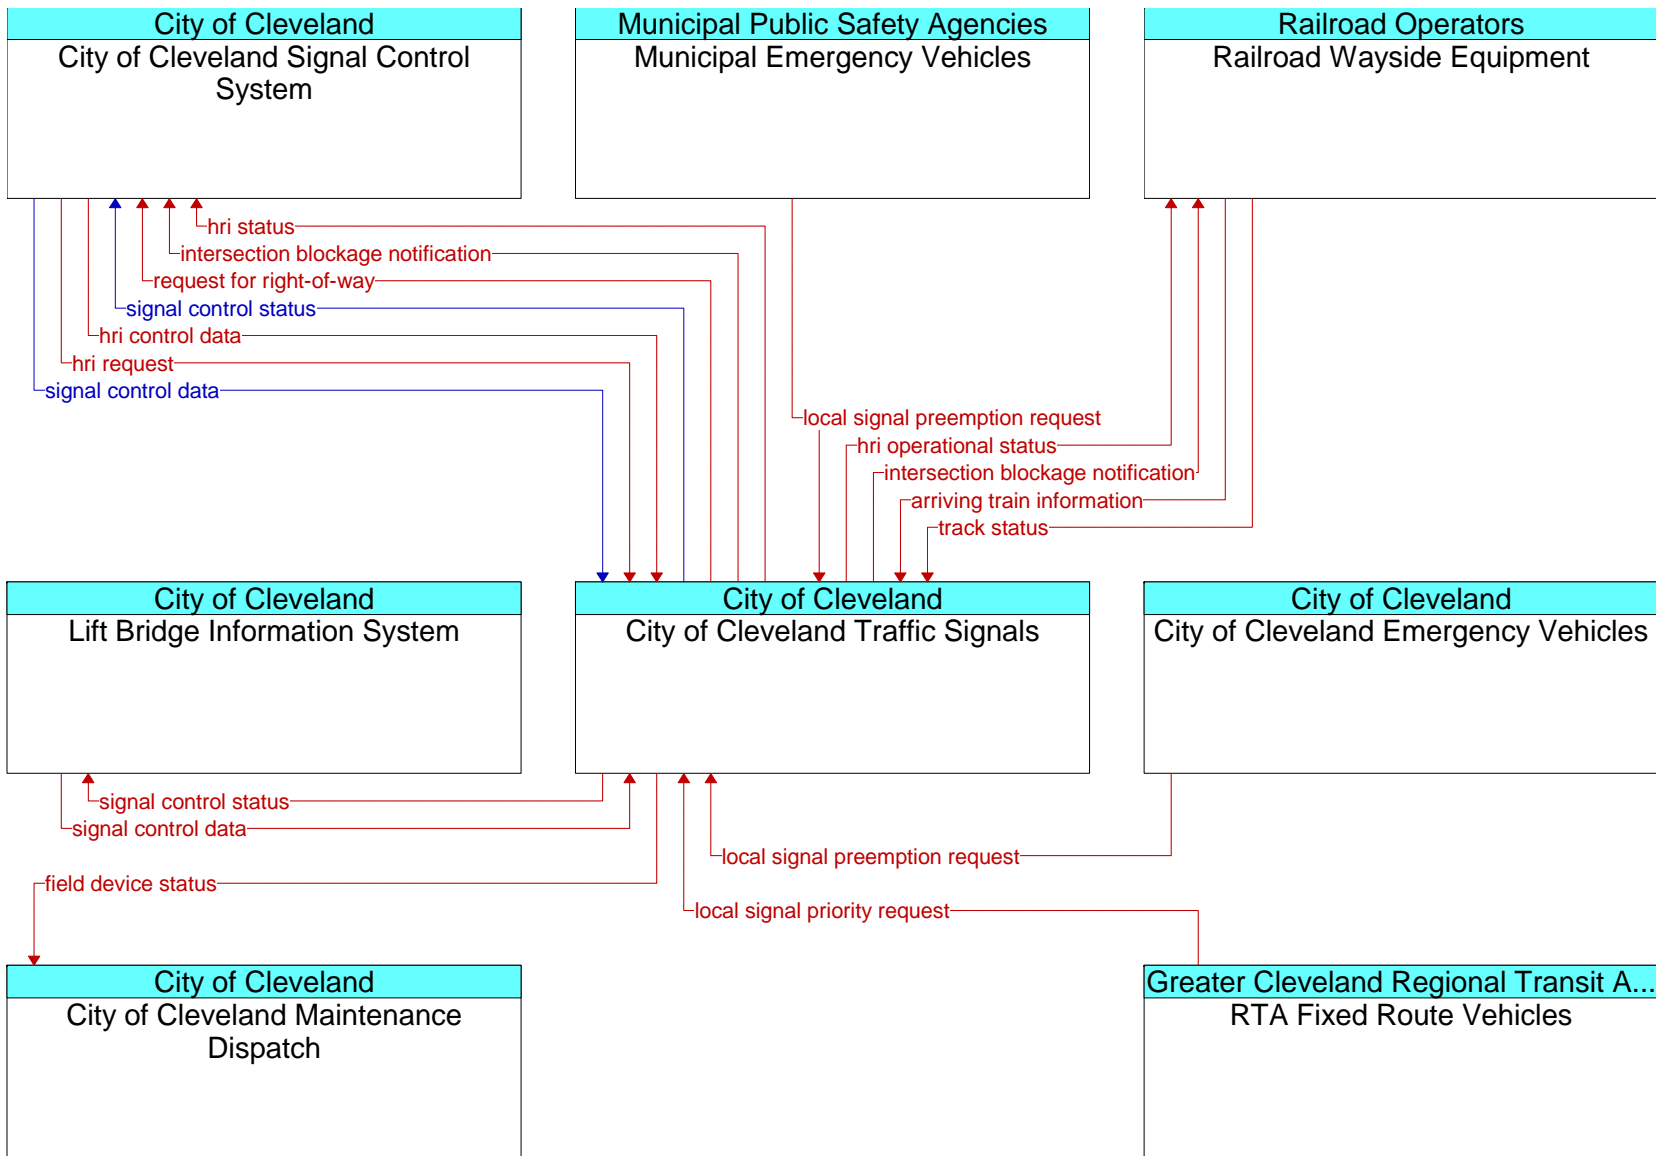 City of Cleveland
City of Cleveland Signal Control
System
Municipal Public Safety Agencies
Municipal Emergency Vehicles
Railroad Operators
Railroad Wayside Equipment
hri status
intersection blockage notification
request for right-of-way
signal control status
hri control data
hri request
signal control data
local signal preemption request
hri operational status
intersection blockage notification
arriving train information
track status
City of Cleveland
Lift Bridge Information System
City of Cleveland
City of Cleveland Traffic Signals
City of Cleveland
City of Cleveland Emergency Vehicles
signal control status
signal control data
local signal preemption request
field device status
local signal priority request
City of Cleveland
City of Cleveland Maintenance
Dispatch
Greater Cleveland Regional Transit A...
RTA Fixed Route Vehicles